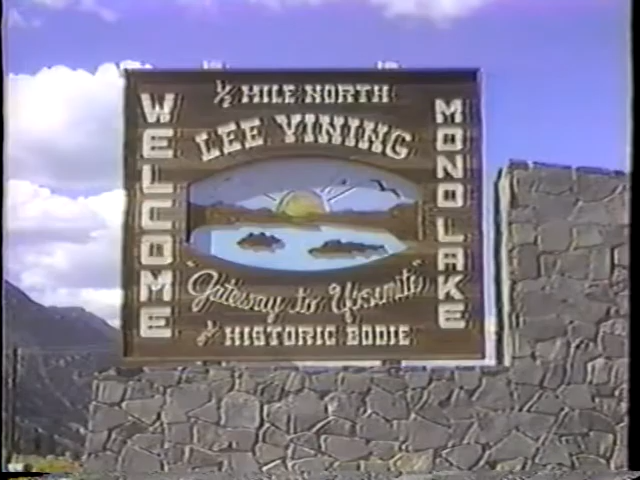 WELCOME
½ MILE NORTH
LEE VINING
"Gateway to Yosemite"
& HISTORIC BODIE
MONO LAKE